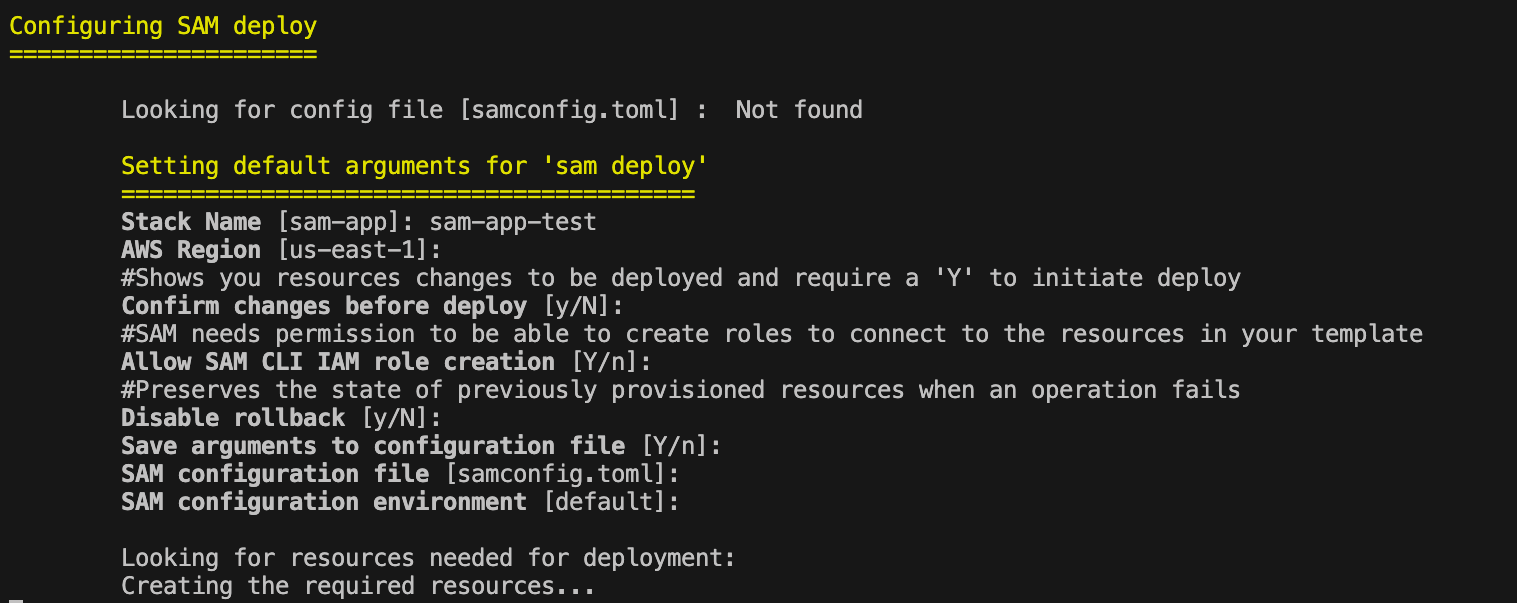 Configuring SAM deploy
======================
Looking for config file [samconfig.toml] :  Not found
Setting default arguments for 'sam deploy'
=========================================
Stack Name [sam-app]: sam-app-test
AWS Region [us-east-1]:
#Shows you resources changes to be deployed and require a 'Y' to initiate deploy
Confirm changes before deploy [y/N]:
#SAM needs permission to be able to create roles to connect to the resources in your template
Allow SAM CLI IAM role creation [Y/n]:
#Preserves the state of previously provisioned resources when an operation fails
Disable rollback [y/N]:
Save arguments to configuration file [Y/n]:
SAM configuration file [samconfig.toml]:
SAM configuration environment [default]:
Looking for resources needed for deployment:
Creating the required resources...